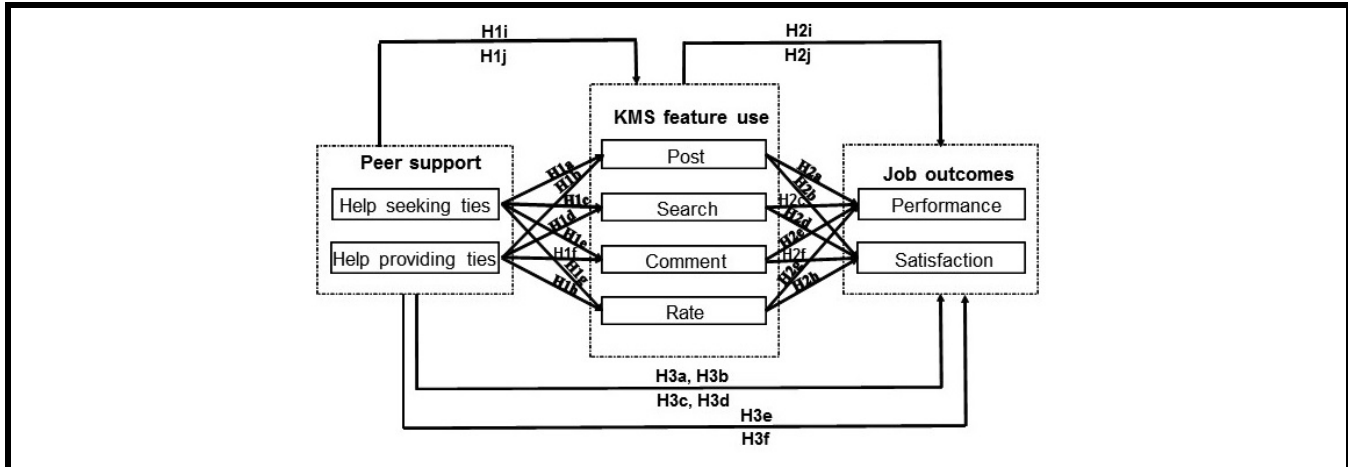 H1i
H1j
H2i
H2j
KMS feature use
Peer support
Help seeking ties
Help providing ties
H1a
H1b
H1c
H1d
H1e
H1f
H1g
H1h
Post
Search
Comment
Rate
H2a
H2b
H2c
H2d
H2e
H2f
H2g
H2h
Job outcomes
Performance
Satisfaction
H3a, H3b
H3c, H3d
H3e
H3f